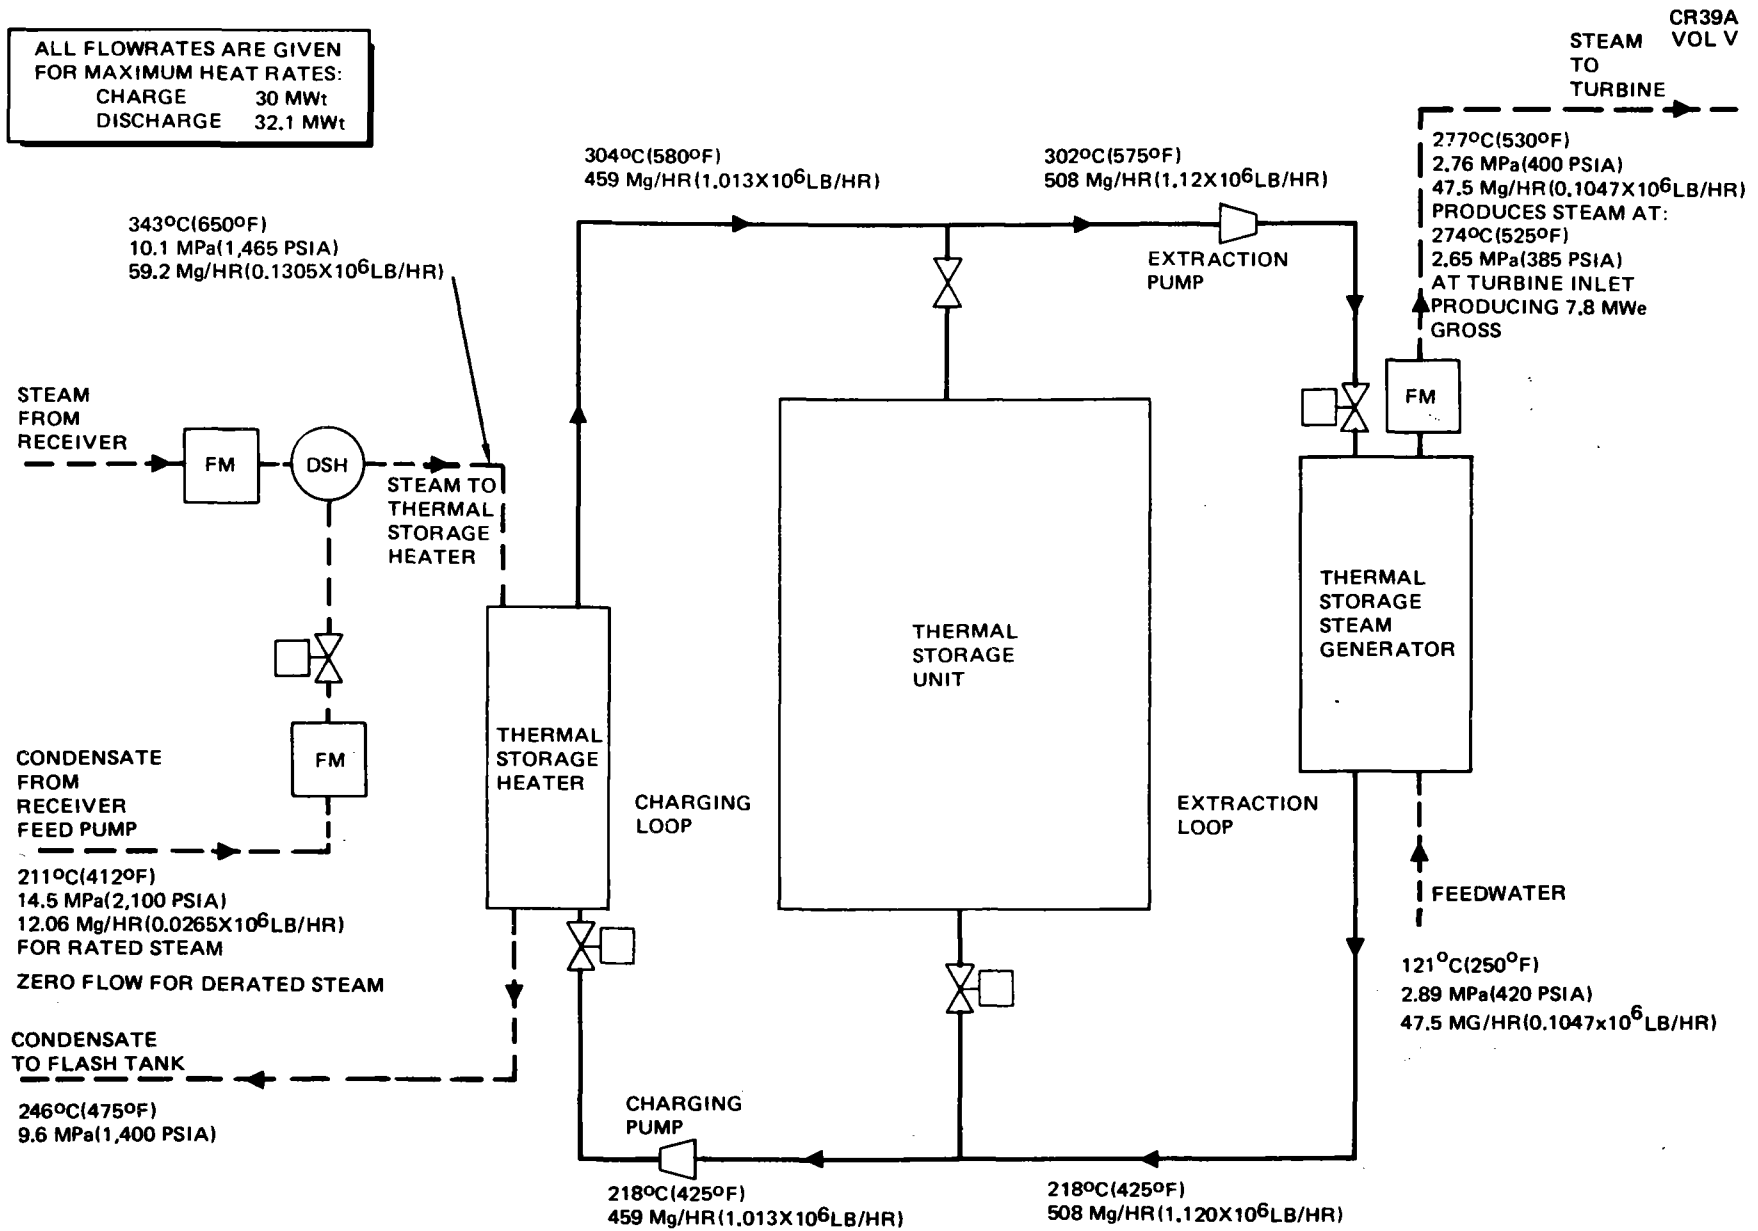 CR39A
VOL V
ALL FLOWRATES ARE GIVEN
FOR MAXIMUM HEAT RATES:
CHARGE 30 MWt
DISCHARGE 32.1 MWt
STEAM
TO
TURBINE
304°C(580°F)
459 Mg/HR(1.013X10⁶LB/HR)
302°C(575°F)
508 Mg/HR(1.12X10⁶LB/HR)
277°C(530°F)
2.76 MPa(400 PSIA)
47.5 Mg/HR(0.1047X10⁶LB/HR)
PRODUCES STEAM AT:
274°C(525°F)
2.65 MPa(385 PSIA)
AT TURBINE INLET
PRODUCING 7.8 MWe
GROSS
343°C(650°F)
10.1 MPa(1,465 PSIA)
59.2 Mg/HR(0.1305X10⁶LB/HR)
EXTRACTION
PUMP
STEAM
FROM
RECEIVER
FM
DSH
STEAM TO
THERMAL
STORAGE
HEATER
FM
THERMAL
STORAGE
STEAM
GENERATOR
THERMAL
STORAGE
UNIT
THERMAL
STORAGE
HEATER
FM
CONDENSATE
FROM
RECEIVER
FEED PUMP
CHARGING
LOOP
EXTRACTION
LOOP
211°C(412°F)
14.5 MPa(2,100 PSIA)
12.06 Mg/HR(0.0265X10⁶LB/HR)
FOR RATED STEAM
ZERO FLOW FOR DERATED STEAM
FEEDWATER
121°C(250°F)
2.89 MPa(420 PSIA)
47.5 MG/HR(0.1047x10⁶LB/HR)
CONDENSATE
TO FLASH TANK
246°C(475°F)
9.6 MPa(1,400 PSIA)
CHARGING
PUMP
218°C(425°F)
459 Mg/HR(1.013X10⁶LB/HR)
218°C(425°F)
508 Mg/HR(1.120X10⁶LB/HR)